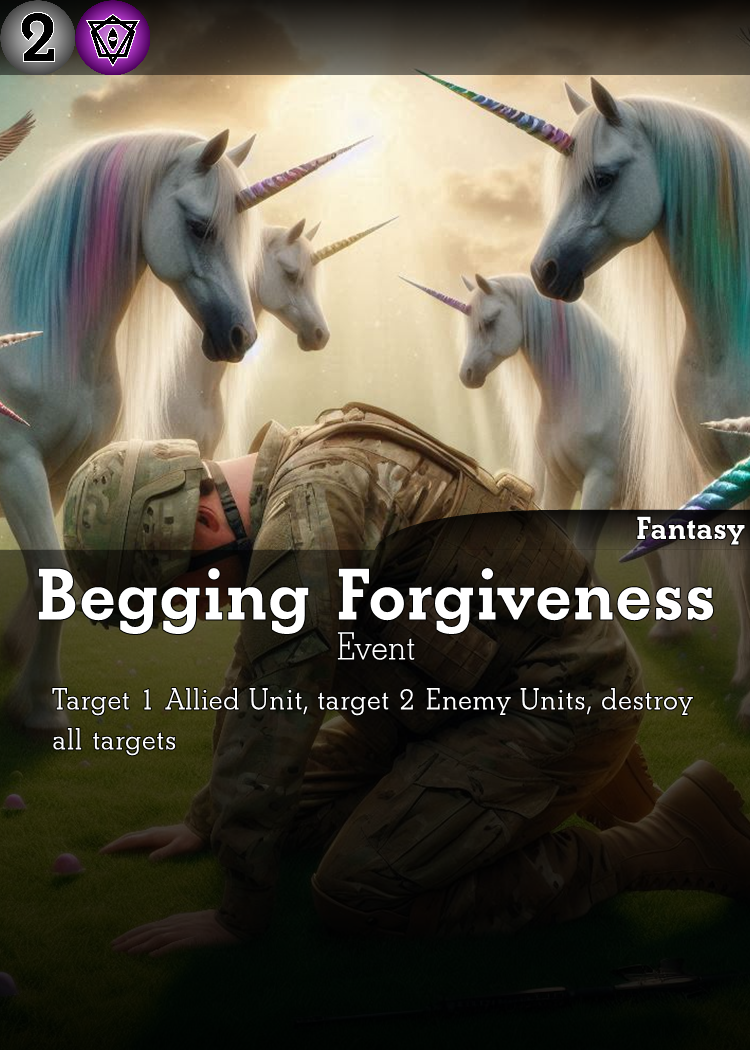 2
Fantasy
Begging Forgiveness
Event
Target 1 Allied Unit, target 2 Enemy Units, destroy
all targets